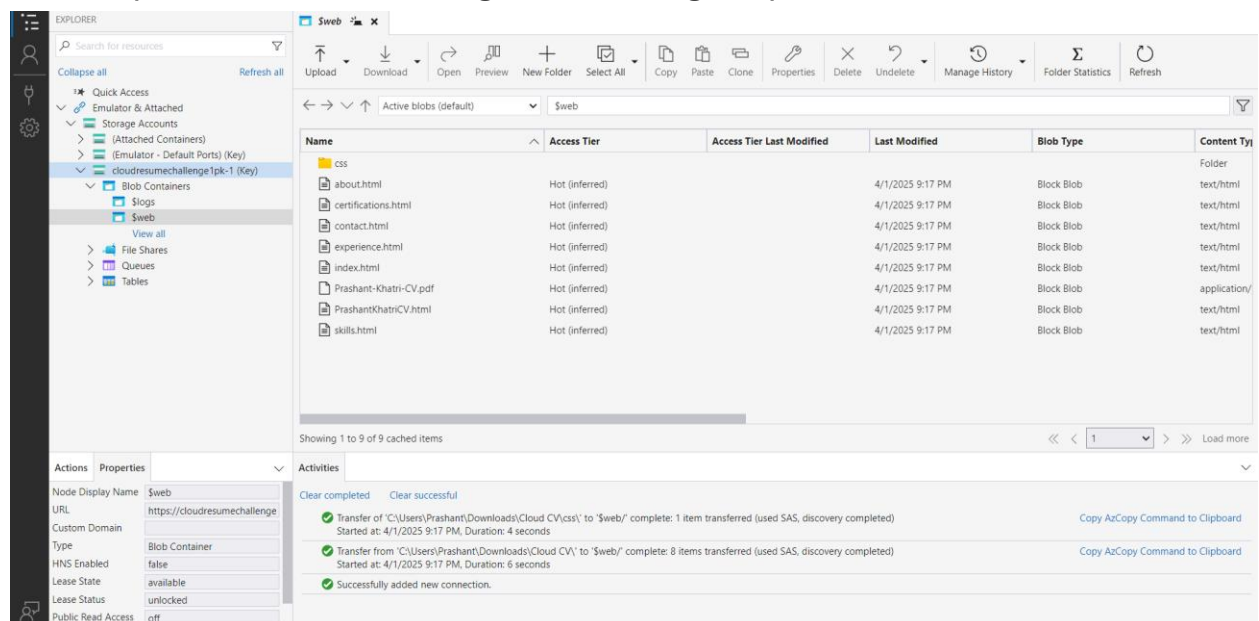 EXPLORER
Search for resources
Collapse all Refresh all
Quick Access
Emulator & Attached
Storage Accounts
(Attached Containers)
(Emulator - Default Ports) (Key)
cloudresumechallenge1pk-1 (Key)
Blob Containers
$logs
$web
View all
File Shares
Queues
Tables
$web
Upload Download Open Preview New Folder Select All Copy Paste Clone Properties Delete Undelete Manage History Folder Statistics Refresh
Active blobs (default) $web
Name Access Tier Access Tier Last Modified Last Modified Blob Type Content Typ
css Folder
about.html Hot (inferred) 4/1/2025 9:17 PM Block Blob text/html
certifications.html Hot (inferred) 4/1/2025 9:17 PM Block Blob text/html
contact.html Hot (inferred) 4/1/2025 9:17 PM Block Blob text/html
experience.html Hot (inferred) 4/1/2025 9:17 PM Block Blob text/html
index.html Hot (inferred) 4/1/2025 9:17 PM Block Blob text/html
Prashant-Khatri-CV.pdf Hot (inferred) 4/1/2025 9:17 PM Block Blob application/
PrashantKhatriCV.html Hot (inferred) 4/1/2025 9:17 PM Block Blob text/html
skills.html Hot (inferred) 4/1/2025 9:17 PM Block Blob text/html
Showing 1 to 9 of 9 cached items 1 Load more
Actions Properties
Node Display Name $web
URL https://cloudresumechallenge
Custom Domain
Type Blob Container
HNS Enabled false
Lease State available
Lease Status unlocked
Public Read Access off
Activities
Clear completed Clear successful
Transfer of 'C:\Users\Prashant\Downloads\Cloud CV\css\' to '$web/' complete: 1 item transferred (used SAS, discovery completed) Copy AzCopy Command to Clipboard
Started at: 4/1/2025 9:17 PM, Duration: 4 seconds
Transfer from 'C:\Users\Prashant\Downloads\Cloud CV\' to '$web/' complete: 8 items transferred (used SAS, discovery completed) Copy AzCopy Command to Clipboard
Started at: 4/1/2025 9:17 PM, Duration: 6 seconds
Successfully added new connection.